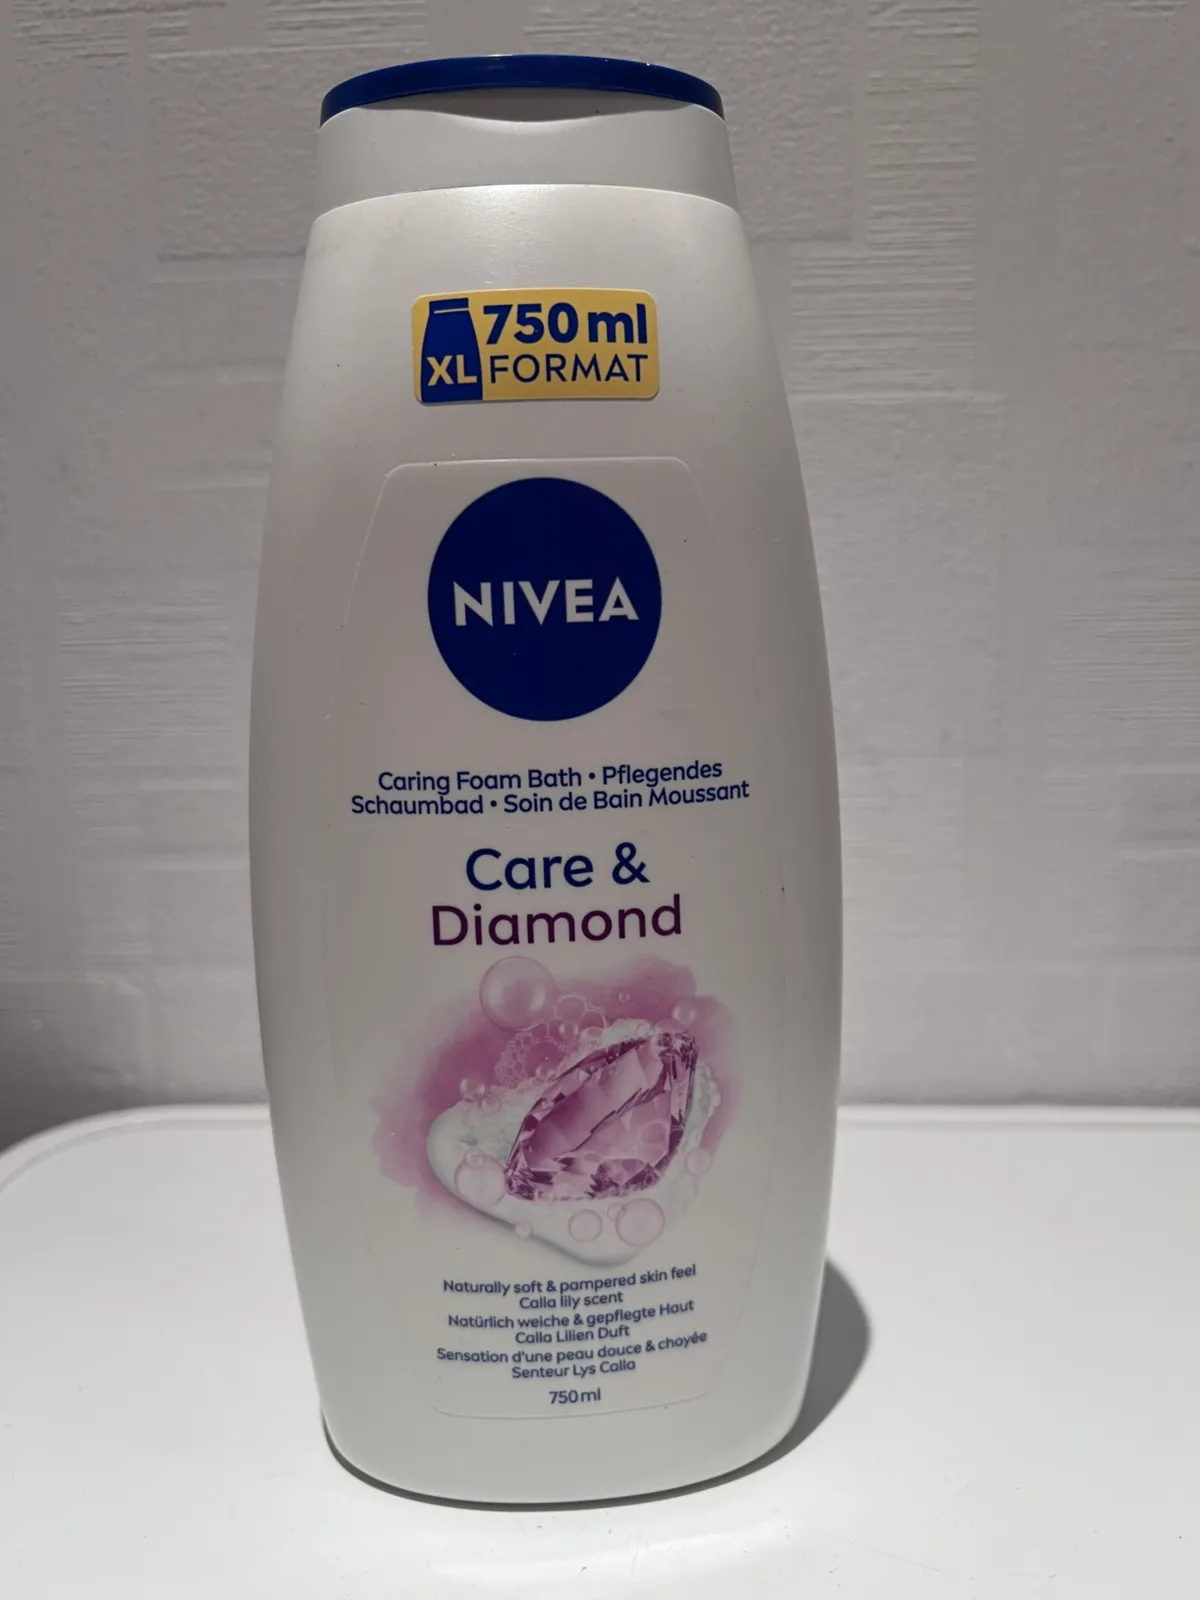 750 ml
XL FORMAT
NIVEA
Caring Foam Bath • Pflegendes
Schaumbad • Soin de Bain Moussant
Care &
Diamond
Naturally soft & pampered skin feel
Calla lily scent
Natürlich weiche & gepflegte Haut
Calla Lilien Duft
Sensation d'une peau douce & choyée
Senteur Lys Calla
750 ml